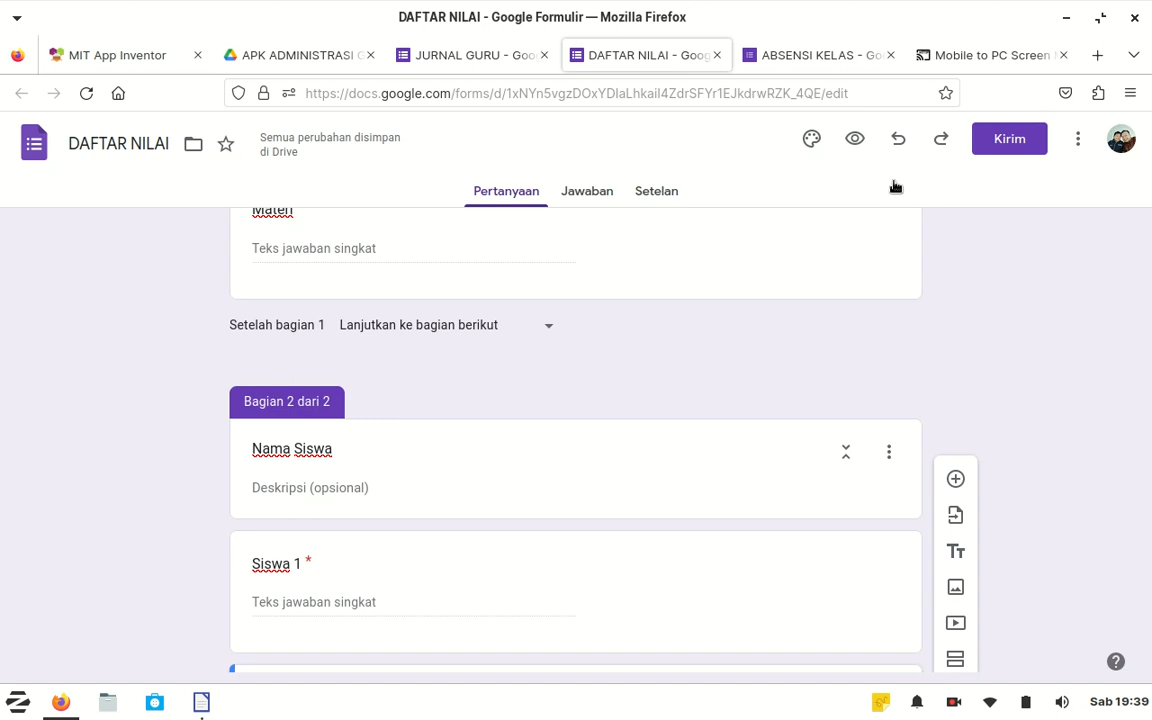 DAFTAR NILAI - Google Formulir — Mozilla Firefox
MIT App Inventor
APK ADMINISTRASI G
JURNAL GURU - Goo
DAFTAR NILAI - Goog
ABSENSI KELAS - Go
Mobile to PC Screen
https://docs.google.com/forms/d/1xNYn5vgzDOxYDlaLhkail4ZdrSFYr1EJkdrwRZK_4QE/edit
DAFTAR NILAI
Semua perubahan disimpan
di Drive
Kirim
Pertanyaan Jawaban Setelan
Materi
Teks jawaban singkat
Setelah bagian 1 Lanjutkan ke bagian berikut
Bagian 2 dari 2
Nama Siswa
Deskripsi (opsional)
Siswa 1 *
Teks jawaban singkat
Sab 19:39